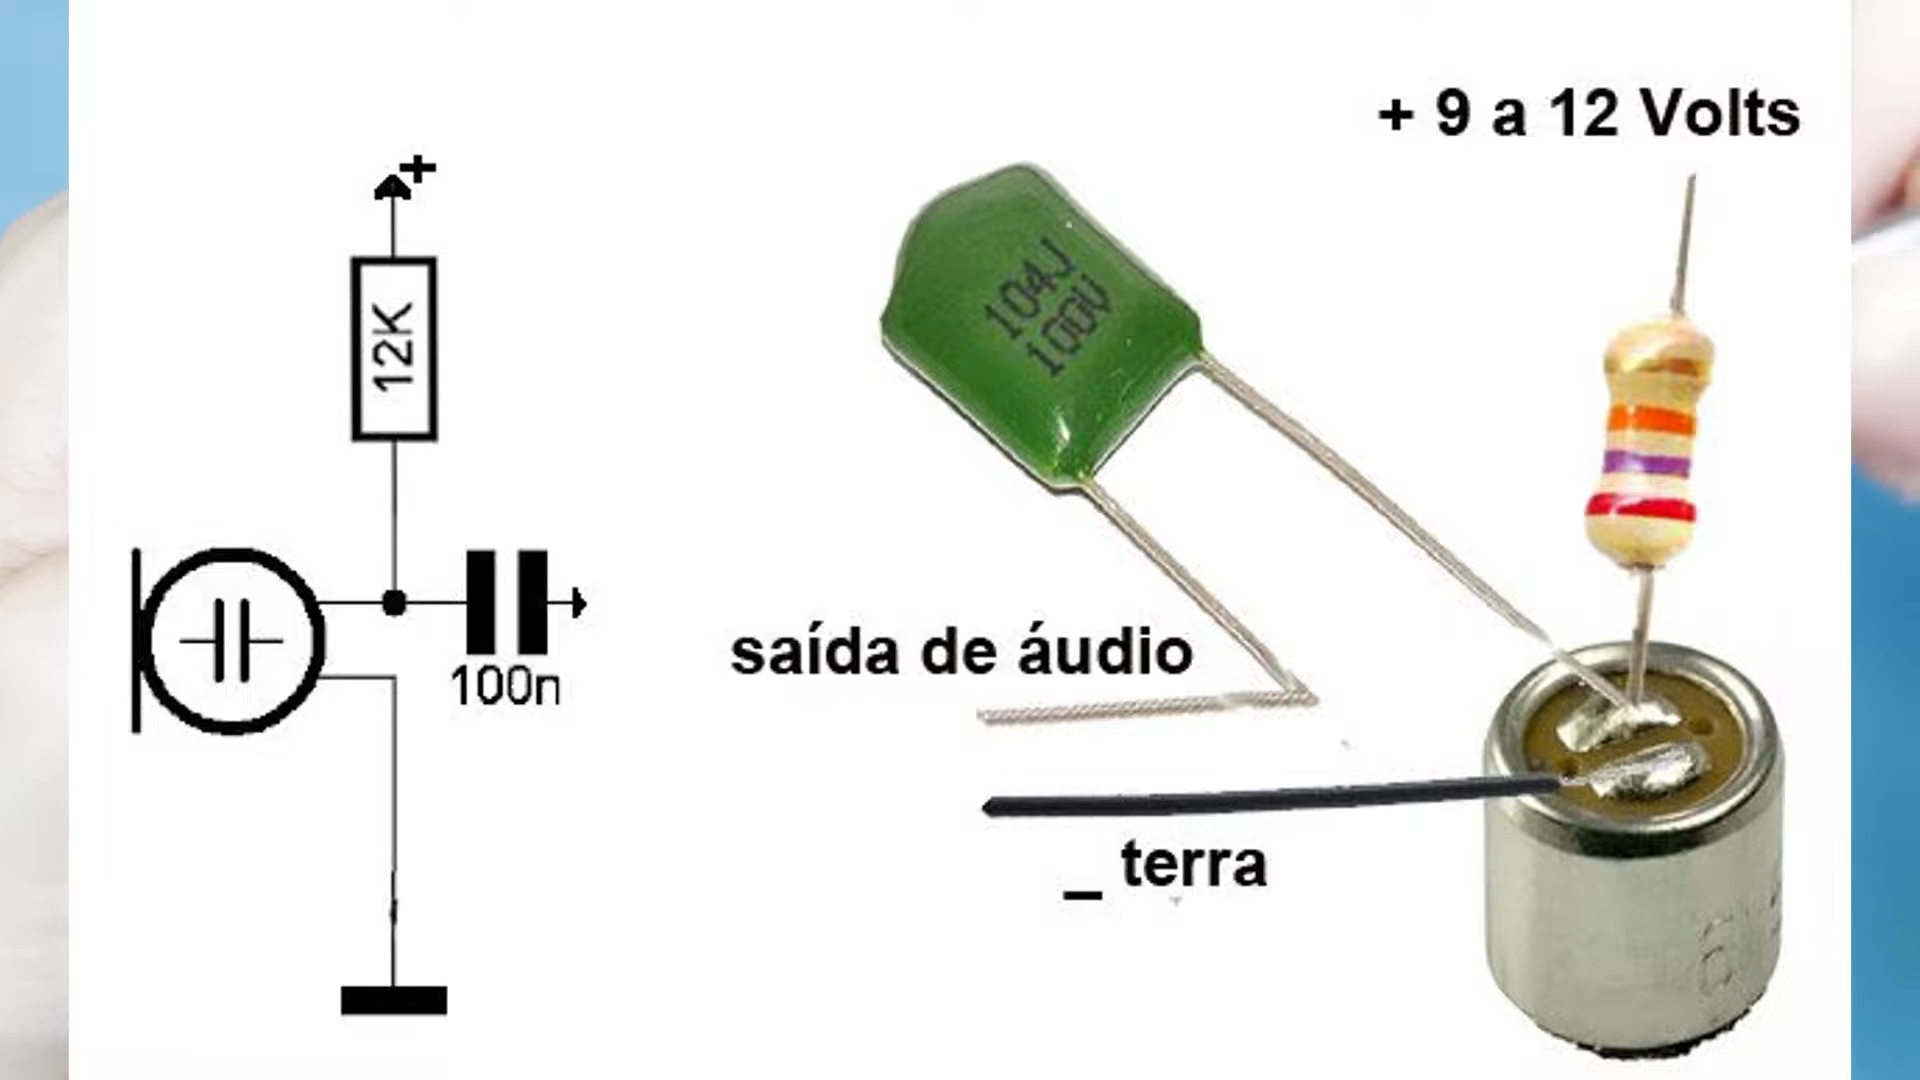 + 9 a 12 Volts
+
12K
104J
100V
saída de áudio
100n
_ terra